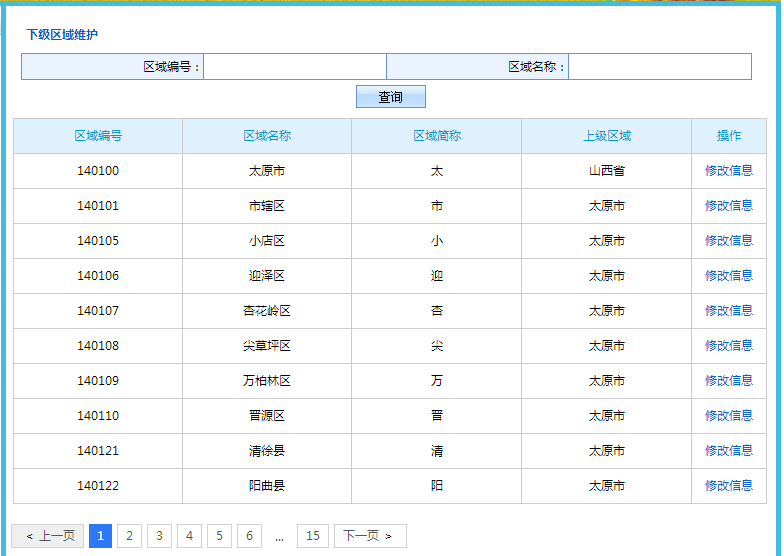 下级区域维护
区域编号： 区域名称：
查询
区域编号 区域名称 区域简称 上级区域 操作
140100 太原市 太 山西省 修改信息
140101 市辖区 市 太原市 修改信息
140105 小店区 小 太原市 修改信息
140106 迎泽区 迎 太原市 修改信息
140107 杏花岭区 杏 太原市 修改信息
140108 尖草坪区 尖 太原市 修改信息
140109 万柏林区 万 太原市 修改信息
140110 晋源区 晋 太原市 修改信息
140121 清徐县 清 太原市 修改信息
140122 阳曲县 阳 太原市 修改信息
< 上一页 1 2 3 4 5 6 ... 15 下一页 >